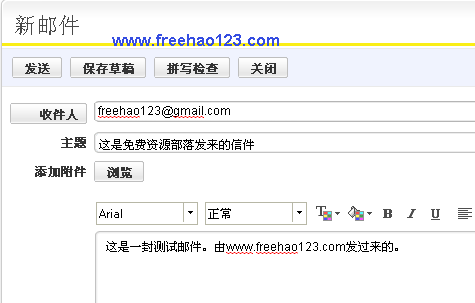 新邮件
www.freehao123.com
发送 保存草稿 拼写检查 关闭
收件人 freehao123@gmail.com
主题 这是免费资源部落发来的信件
添加附件 浏览
Arial 正常 T B I U
这是一封测试邮件。由www.freehao123.com发过来的。